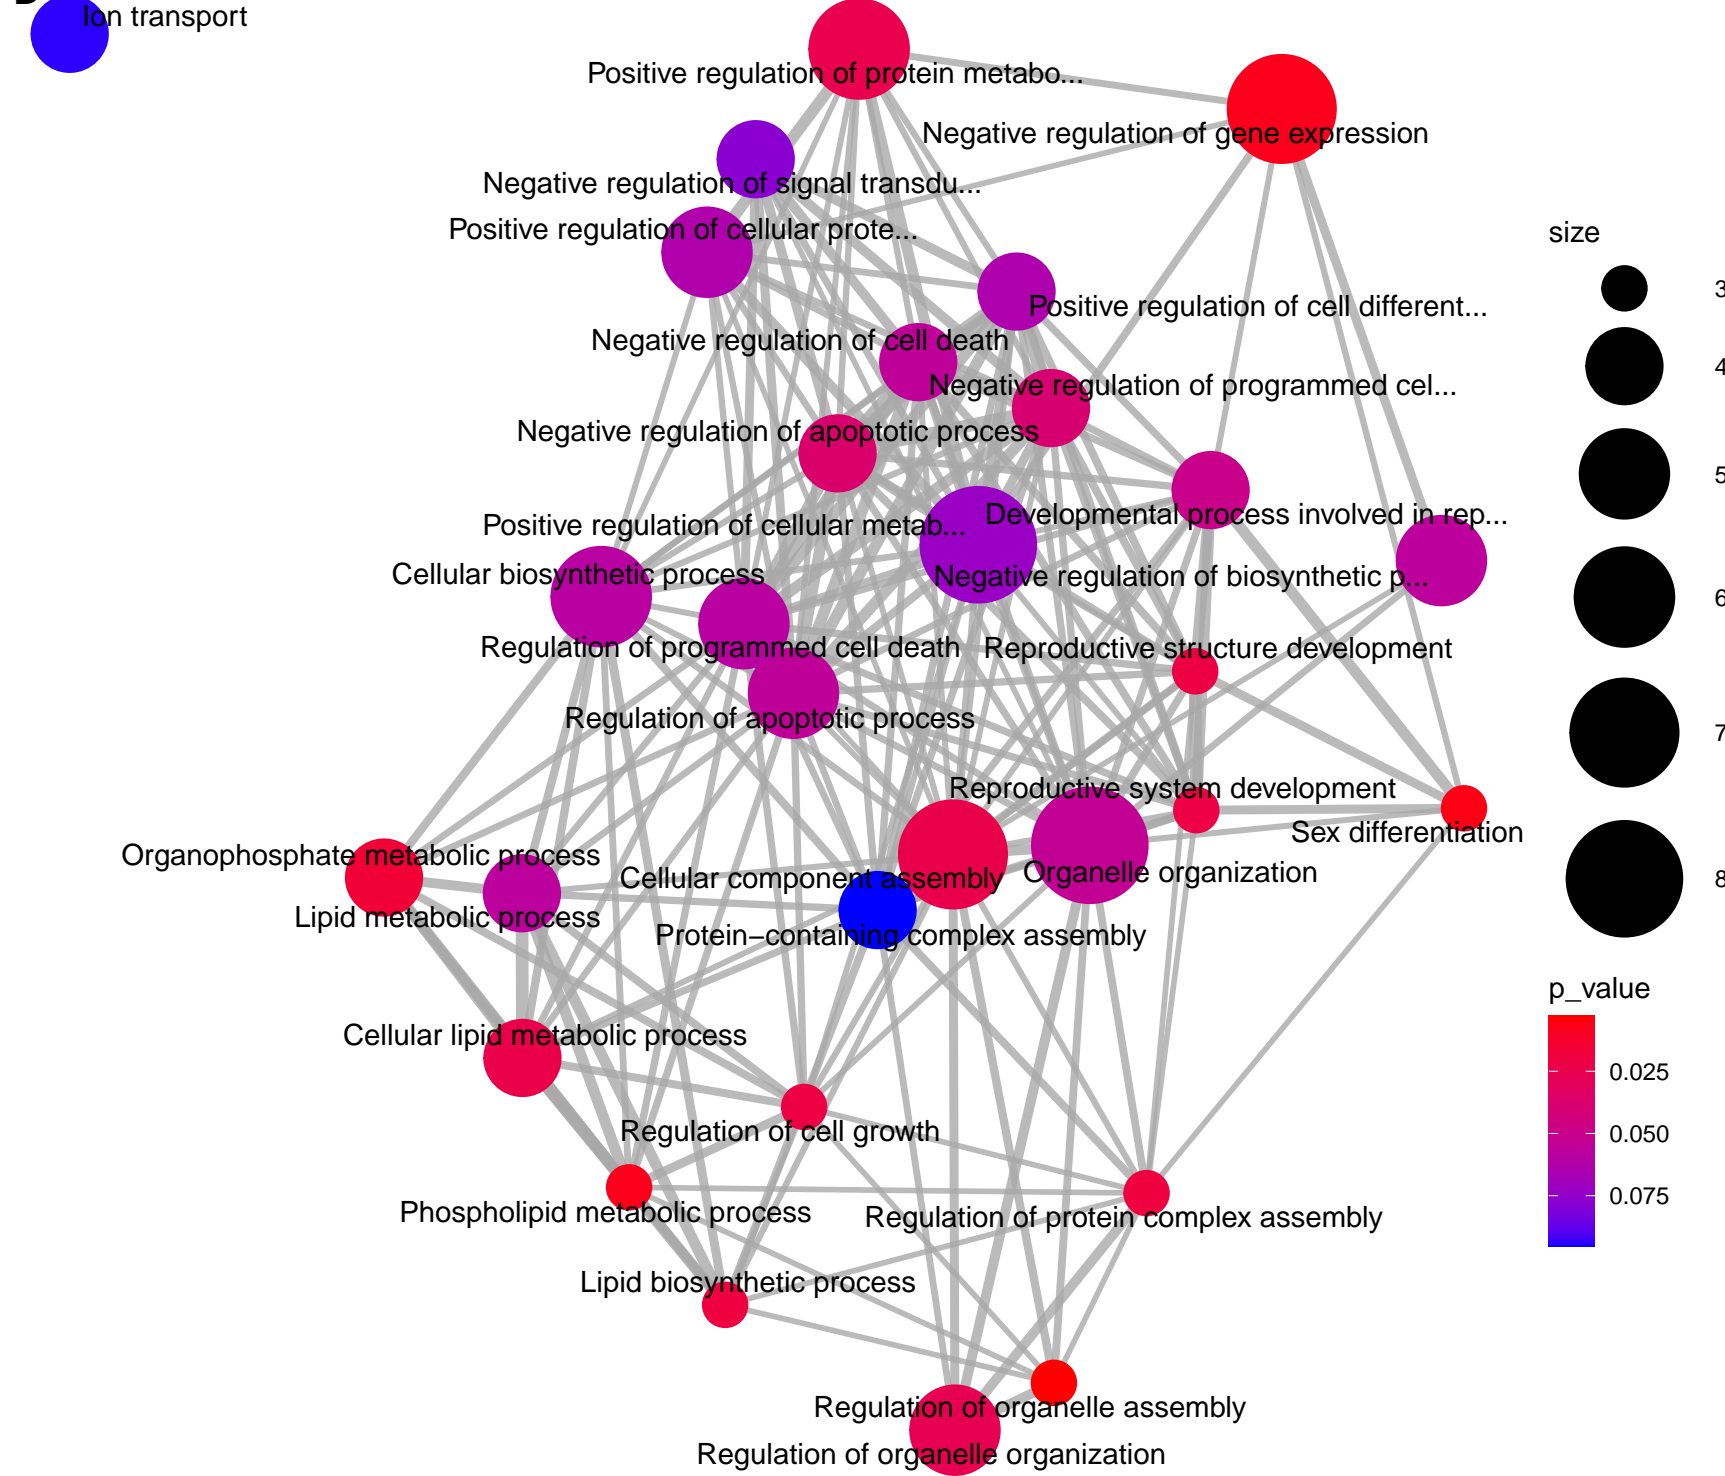 Ion transport
Positive regulation of protein metabo...
Negative regulation of gene expression
Negative regulation of signal transdu...
Positive regulation of cellular prote...
size
3
Positive regulation of cell different...
Negative regulation of cell death
4
Negative regulation of programmed cel...
Negative regulation of apoptotic process
5
Developmental process involved in rep...
Positive regulation of cellular metab...
Cellular biosynthetic process
Negative regulation of biosynthetic p...
6
Regulation of programmed cell death
Reproductive structure development
Regulation of apoptotic process
7
Reproductive system development
Sex differentiation
Organophosphate metabolic process
Cellular component assembly
Organelle organization
8
Lipid metabolic process
Protein−containing complex assembly
p_value
Cellular lipid metabolic process
0.025
Regulation of cell growth
0.050
0.075
Phospholipid metabolic process
Regulation of protein complex assembly
Lipid biosynthetic process
Regulation of organelle assembly
Regulation of organelle organization